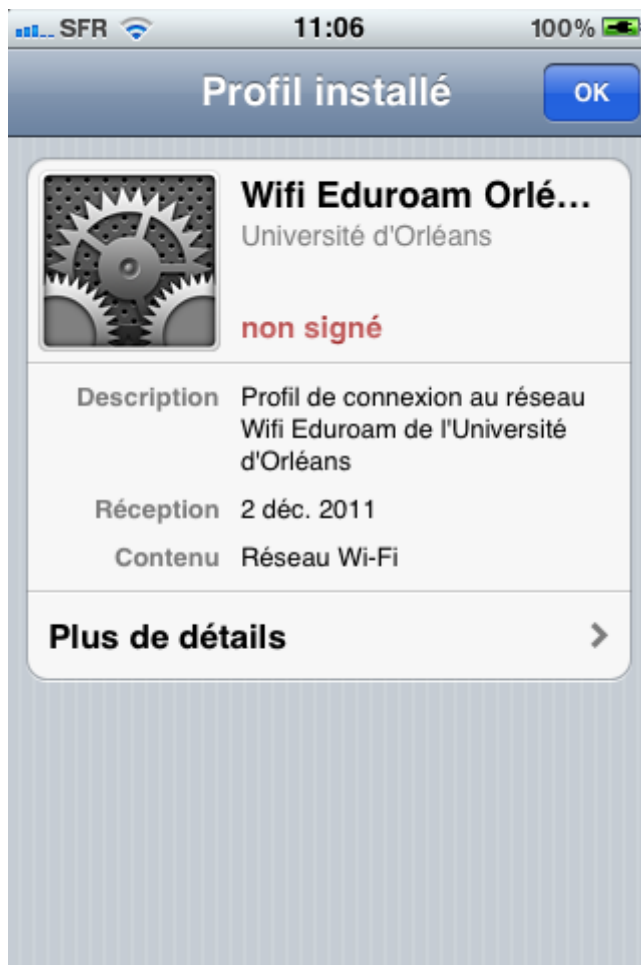 SFR 11:06 100%
Profil installé OK
Wifi Eduroam Orlé...
Université d'Orléans
non signé
Description Profil de connexion au réseau
Wifi Eduroam de l'Université
d'Orléans
Réception 2 déc. 2011
Contenu Réseau Wi-Fi
Plus de détails